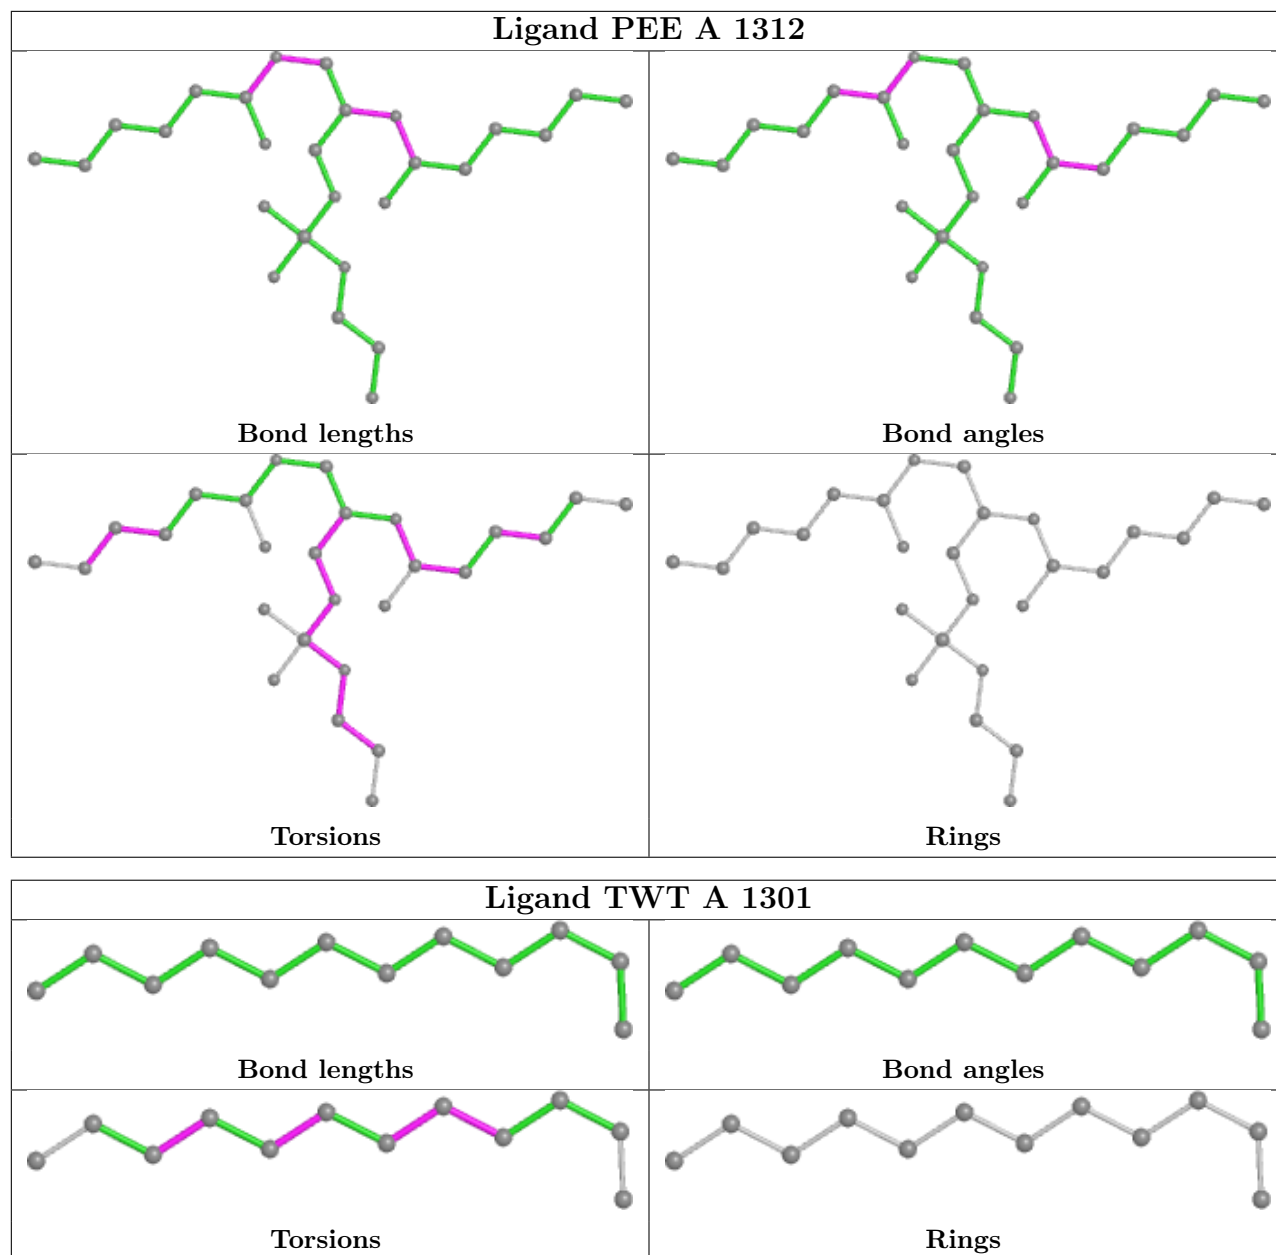 Ligand PEE A 1312
Bond lengths
Bond angles
Torsions
Rings
Ligand TWT A 1301
Bond lengths
Bond angles
Torsions
Rings